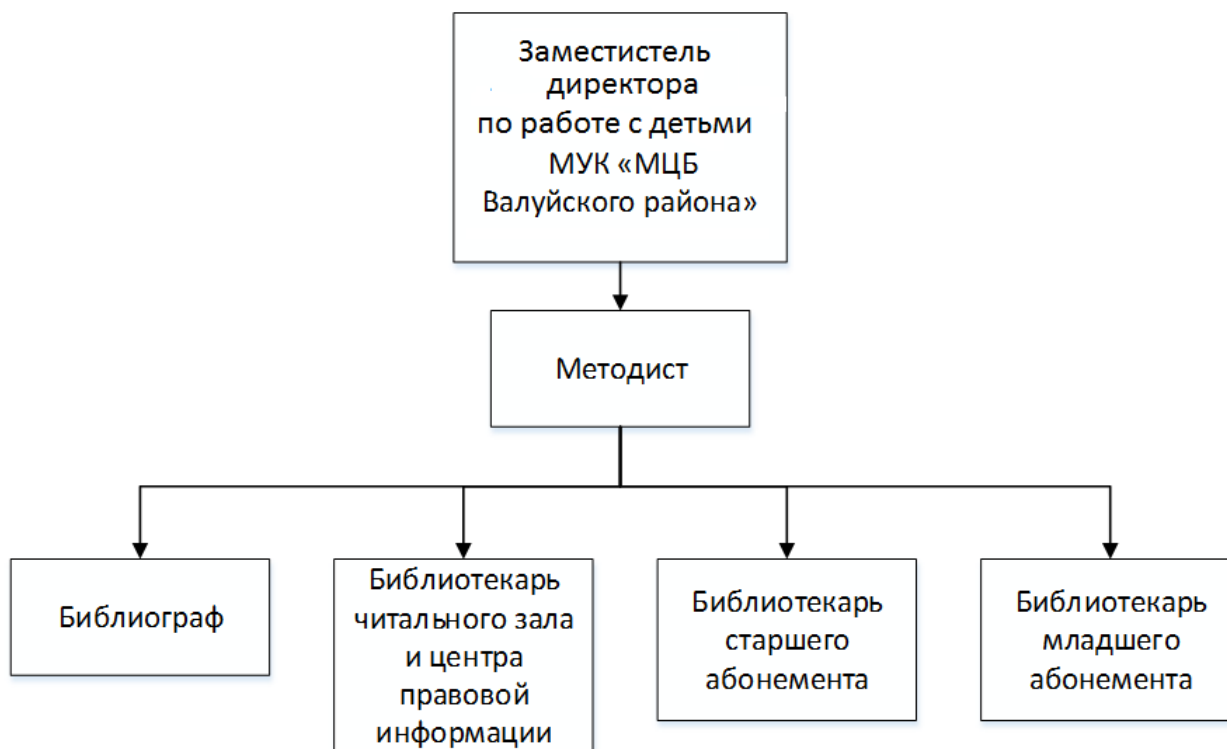 Заместистель
директора
по работе с детьми
МУК «МЦБ
Валуйского района»
Методист
Библиограф
Библиотекарь
читального зала
и центра
правовой
информации
Библиотекарь
старшего
абонемента
Библиотекарь
младшего
абонемента